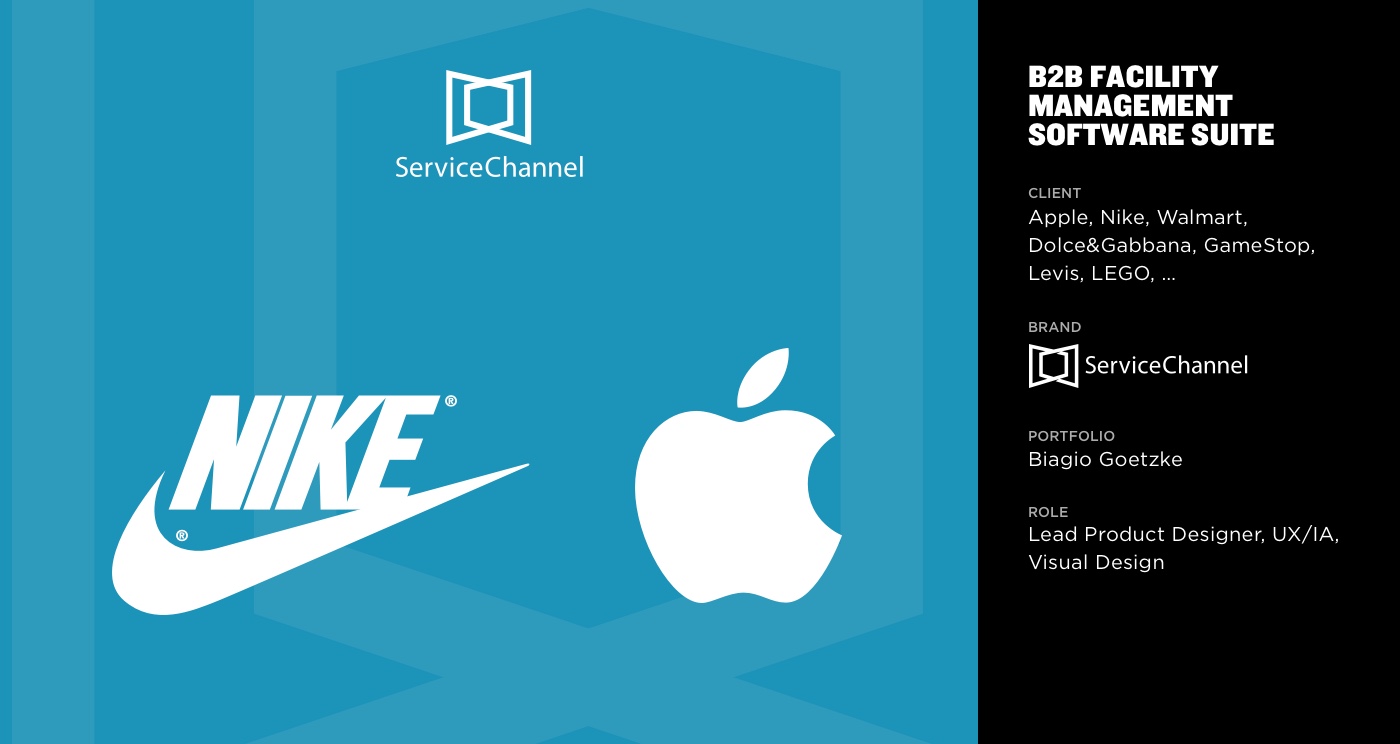 ServiceChannel
NIKE®
®
B2B FACILITY
MANAGEMENT
SOFTWARE SUITE
CLIENT
Apple, Nike, Walmart,
Dolce&Gabbana, GameStop,
Levis, LEGO, ...
BRAND
ServiceChannel
PORTFOLIO
Biagio Goetzke
ROLE
Lead Product Designer, UX/IA,
Visual Design